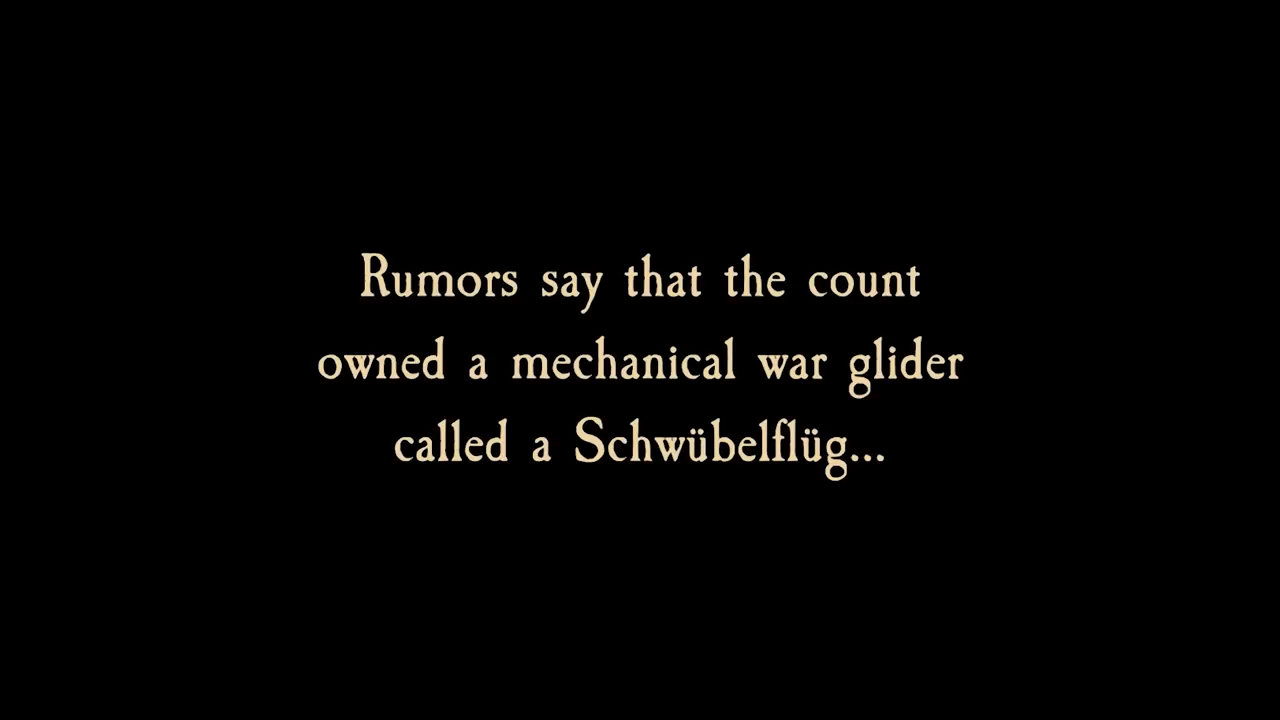 Rumors say that the count
owned a mechanical war glider
called a Schwübelflüg...